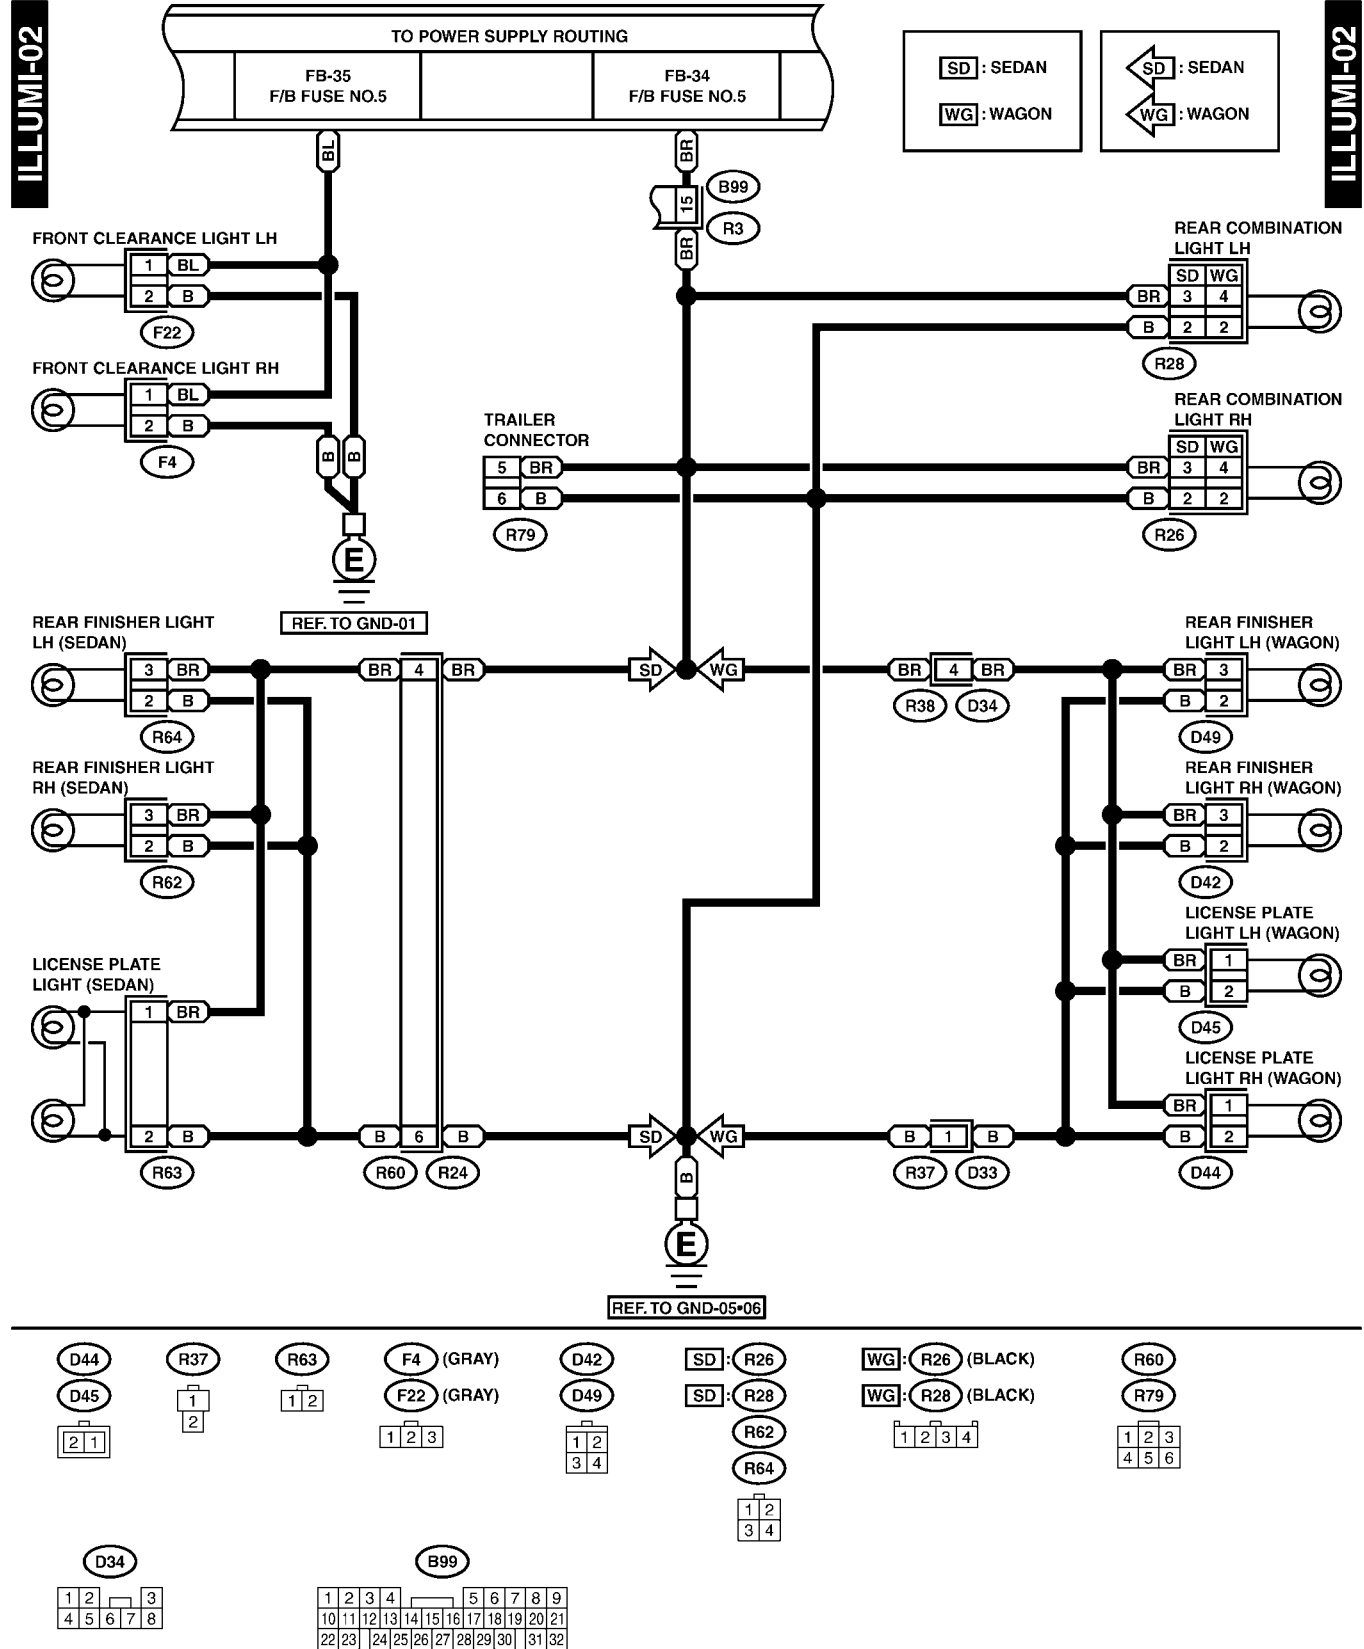 ILLUMI-02
ILLUMI-02
TO POWER SUPPLY ROUTING
FB-35
F/B FUSE NO.5
FB-34
F/B FUSE NO.5
SD : SEDAN
WG : WAGON
SD : SEDAN
WG : WAGON
BL
BR
15
B99
R3
BR
FRONT CLEARANCE LIGHT LH
1 BL
2 B
F22
FRONT CLEARANCE LIGHT RH
1 BL
2 B
F4
B B
E
REF. TO GND-01
REAR COMBINATION
LIGHT LH
SD WG
BR 3 4
B 2 2
R28
REAR COMBINATION
LIGHT RH
SD WG
BR 3 4
B 2 2
R26
TRAILER
CONNECTOR
5 BR
6 B
R79
REAR FINISHER LIGHT
LH (SEDAN)
3 BR
2 B
R64
BR 4 BR
SD WG
BR 4 BR
R38 D34
REAR FINISHER
LIGHT LH (WAGON)
BR 3
B 2
D49
REAR FINISHER LIGHT
RH (SEDAN)
3 BR
2 B
R62
REAR FINISHER
LIGHT RH (WAGON)
BR 3
B 2
D42
LICENSE PLATE
LIGHT LH (WAGON)
BR 1
B 2
D45
LICENSE PLATE
LIGHT (SEDAN)
1 BR
2 B
R63
B 6 B
R60 R24
SD WG
B 1 B
R37 D33
LICENSE PLATE
LIGHT RH (WAGON)
BR 1
B 2
D44
B
E
REF. TO GND-05•06
D44
D45
2 1
R37
1
2
R63
1 2
F4 (GRAY)
F22 (GRAY)
1 2 3
D42
D49
1 2
3 4
SD : R26
SD : R28
R62
R64
1 2
3 4
WG : R26 (BLACK)
WG : R28 (BLACK)
1 2 3 4
R60
R79
1 2 3
4 5 6
D34
1 2 3
4 5 6 7 8
B99
1 2 3 4 5 6 7 8 9
10 11 12 13 14 15 16 17 18 19 20 21
22 23 24 25 26 27 28 29 30 31 32